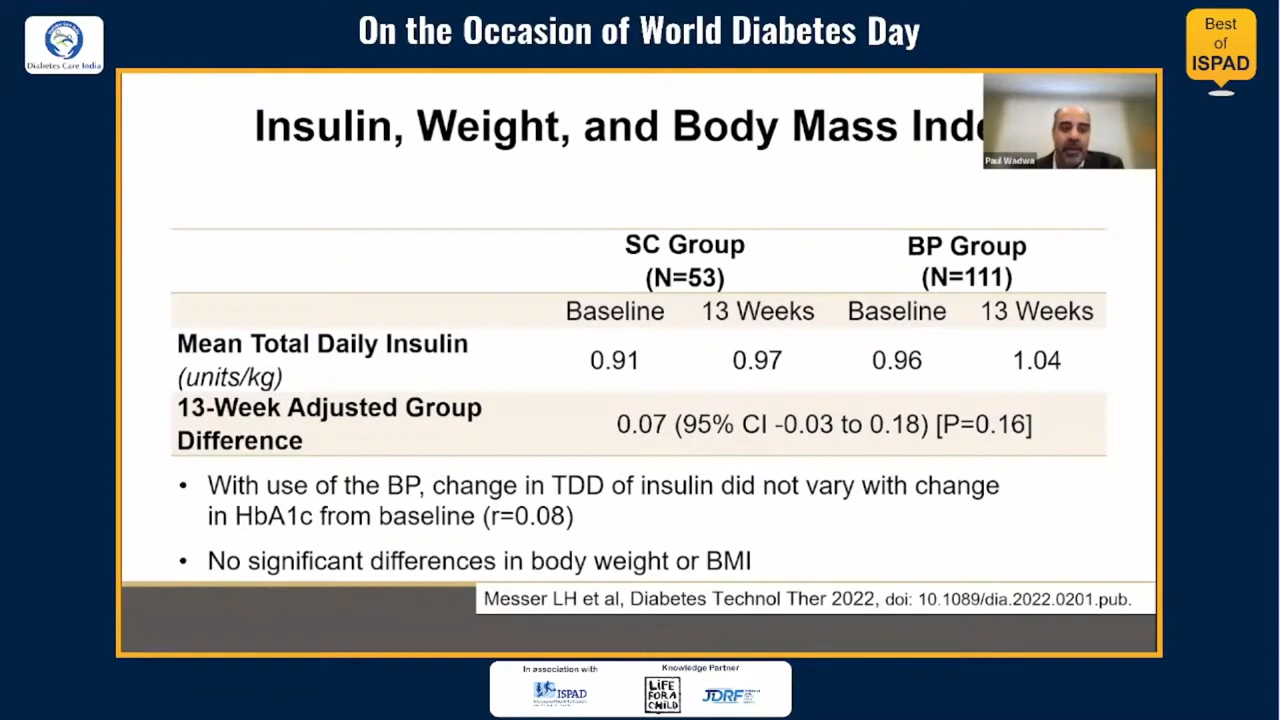 On the Occasion of World Diabetes Day
Diabetes Care India
Best
of
ISPAD
Insulin, Weight, and Body Mass Inde
Paul Wadwa
SC Group
(N=53)
BP Group
(N=111)
Baseline 13 Weeks Baseline 13 Weeks
Mean Total Daily Insulin
(units/kg)
0.91 0.97 0.96 1.04
13-Week Adjusted Group
Difference
0.07 (95% CI -0.03 to 0.18) [P=0.16]
• With use of the BP, change in TDD of insulin did not vary with change
in HbA1c from baseline (r=0.08)
• No significant differences in body weight or BMI
Messer LH et al, Diabetes Technol Ther 2022, doi: 10.1089/dia.2022.0201.pub.
In association with
ISPAD
Knowledge Partner
LiFE
FOR A
CHiLD
JDRF